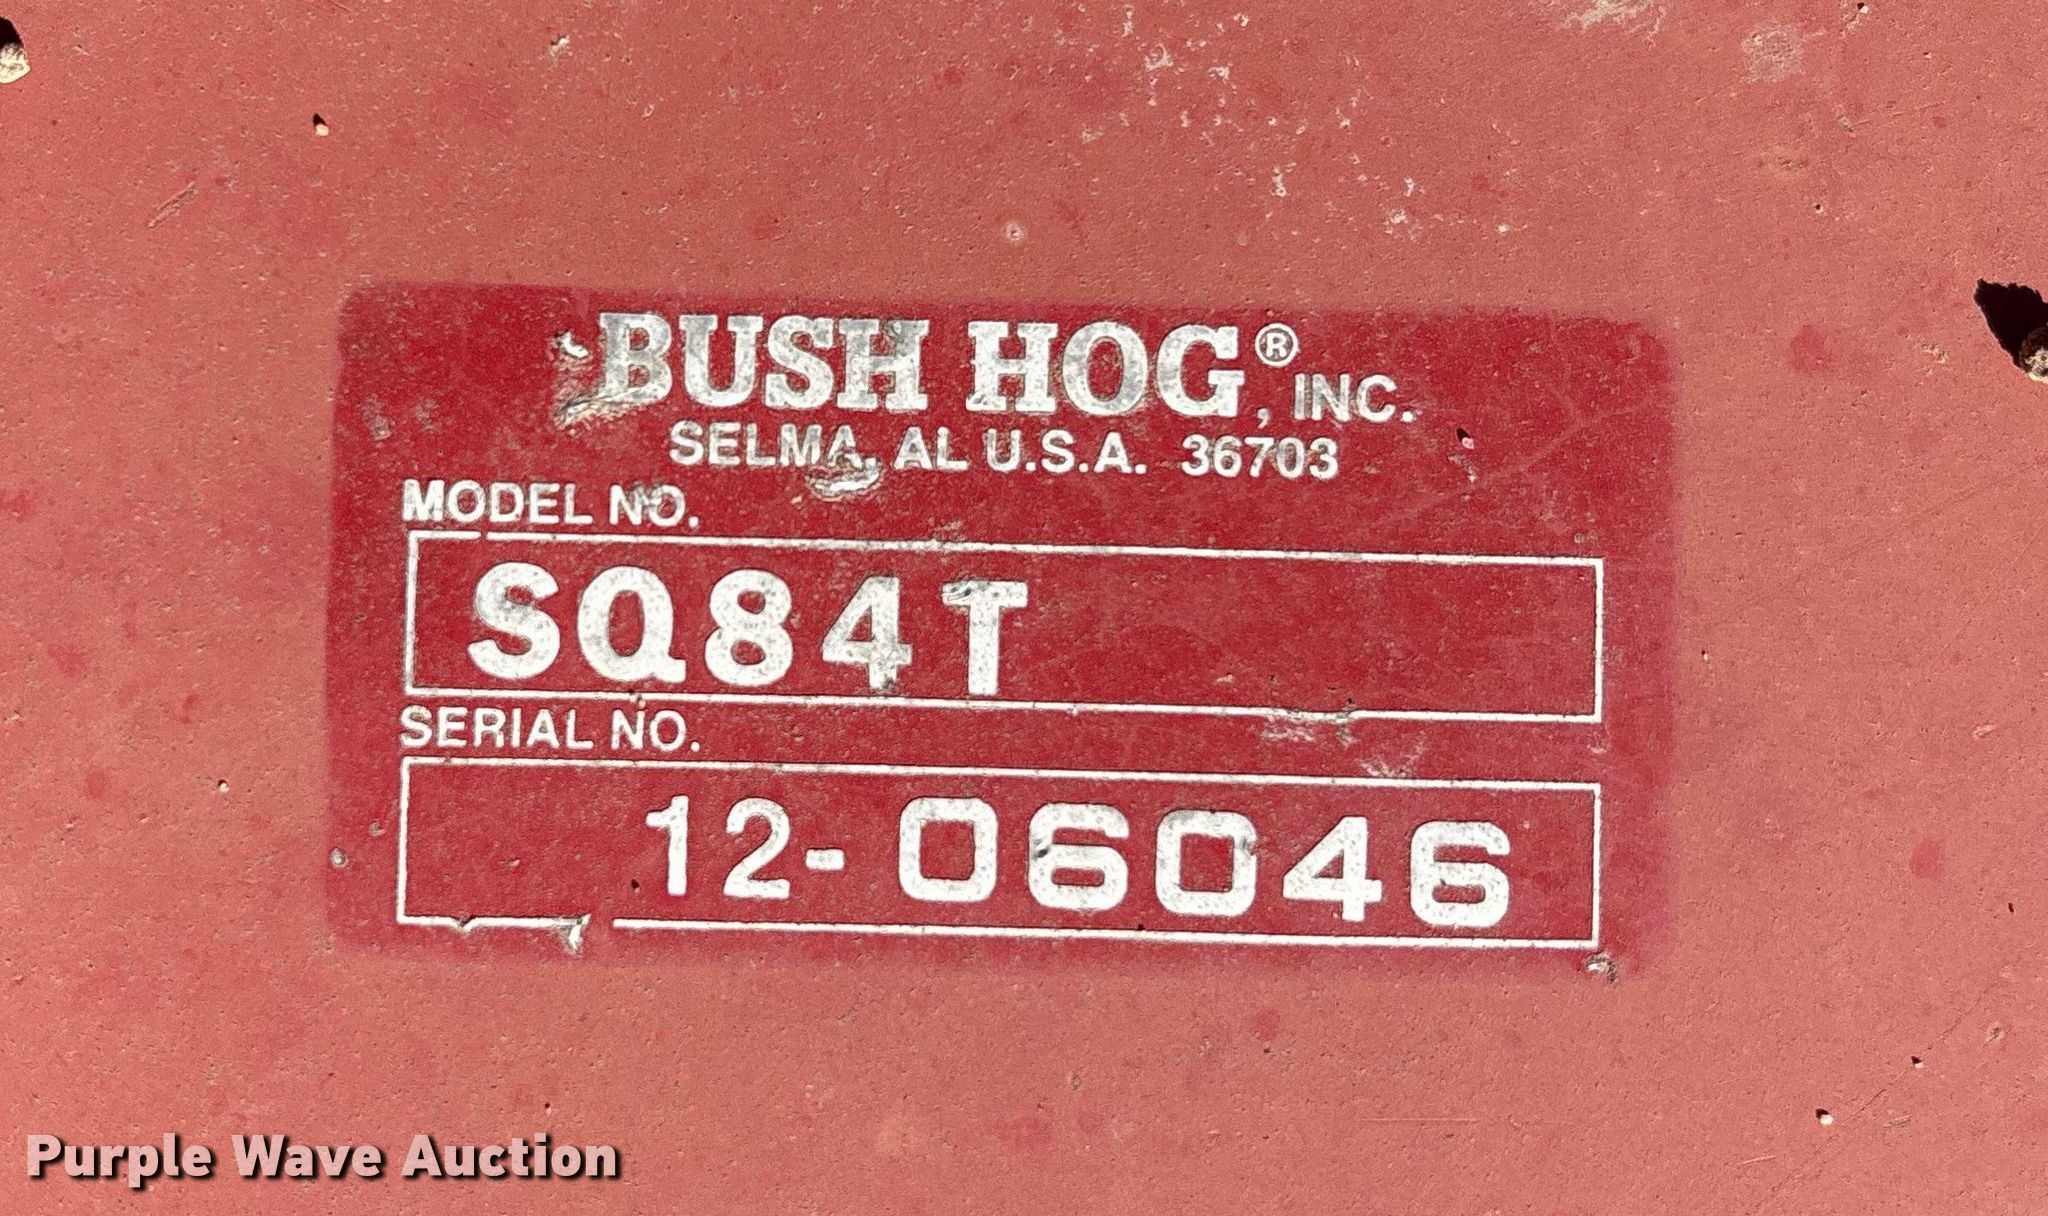 BUSH HOG®, INC.
SELMA, AL U.S.A. 36703
MODEL NO.
SQ84T
SERIAL NO.
12-06046
Purple Wave Auction